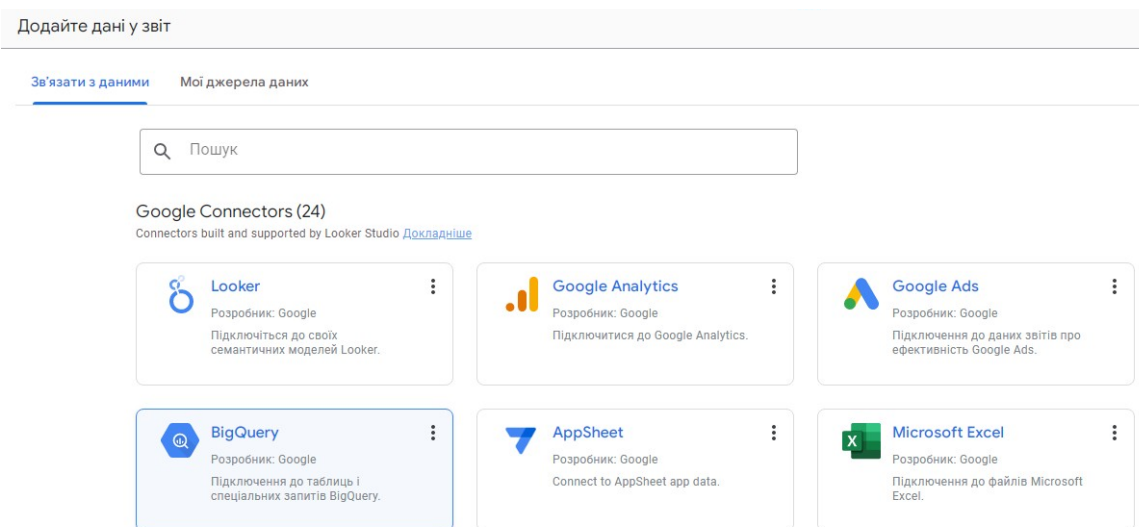 Додайте дані у звіт
Зв'язати з даними Мої джерела даних
Пошук
Google Connectors (24)
Connectors built and supported by Looker Studio Докладніше
Looker
Розробник: Google
Підключіться до своїх
семантичних моделей Looker.
Google Analytics
Розробник: Google
Підключитися до Google Analytics.
Google Ads
Розробник: Google
Підключення до даних звітів про
ефективність Google Ads.
BigQuery
Розробник: Google
Підключення до таблиць і
спеціальних запитів BigQuery.
AppSheet
Розробник: Google
Connect to AppSheet app data.
Microsoft Excel
Розробник: Google
Підключення до файлів Microsoft
Excel.